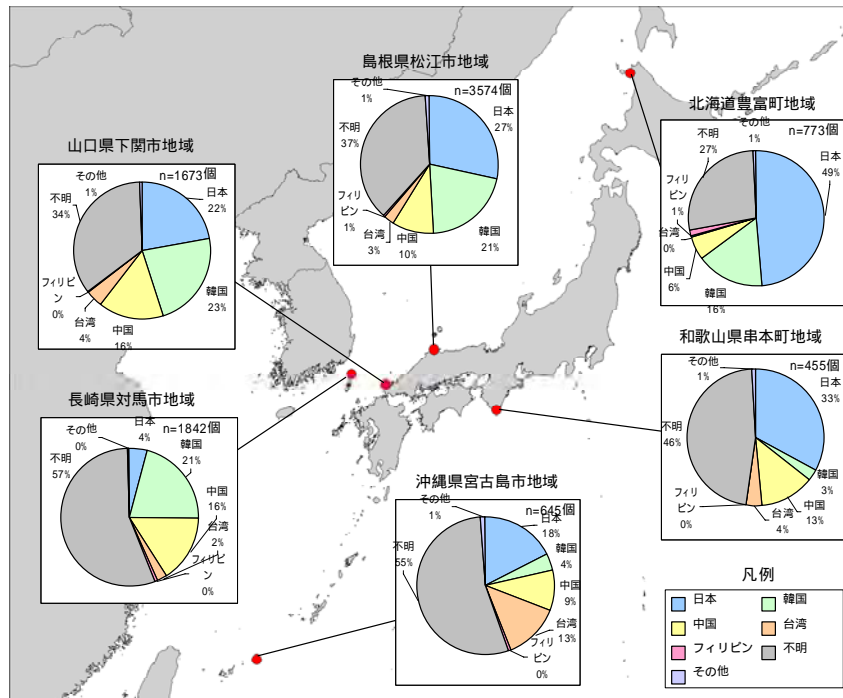 島根県松江市地域
n=3574個
その他
1%
日本
27%
不明
37%
フィリ
ピン
1%
台湾
3%
中国
10%
韓国
21%
北海道豊富町地域
n=773個
その他
1%
不明
27%
日本
49%
フィリピン
1%
台湾
0%
中国
6%
韓国
16%
山口県下関市地域
n=1673個
その他
1%
日本
22%
不明
34%
フィリピ
ン
0%
台湾
4%
中国
16%
韓国
23%
和歌山県串本町地域
n=455個
その他
1%
日本
33%
不明
46%
フィリ
ピン
0%
台湾
4%
中国
13%
韓国
3%
長崎県対馬市地域
n=1842個
その他
0%
日本
4%
韓国
21%
不明
57%
中国
16%
台湾
2%
フィリピ
ン
0%
沖縄県宮古島市地域
n=645個
その他
1%
日本
18%
韓国
4%
不明
55%
中国
9%
台湾
13%
フィリ
ピン
0%
凡例
日本
韓国
中国
台湾
フィリピン
不明
その他